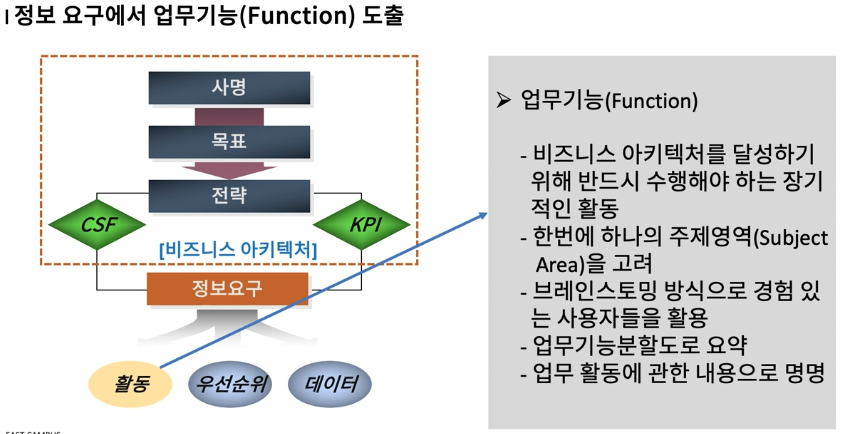 정보 요구에서 업무기능(Function) 도출
사명
목표
전략
CSF
KPI
[비즈니스 아키텍처]
정보요구
활동
우선순위
데이터
➢ 업무기능(Function)
- 비즈니스 아키텍처를 달성하기
위해 반드시 수행해야 하는 장기
적인 활동
- 한번에 하나의 주제영역(Subject
Area)을 고려
- 브레인스토밍 방식으로 경험 있
는 사용자들을 활용
- 업무기능분할도로 요약
- 업무 활동에 관한 내용으로 명명